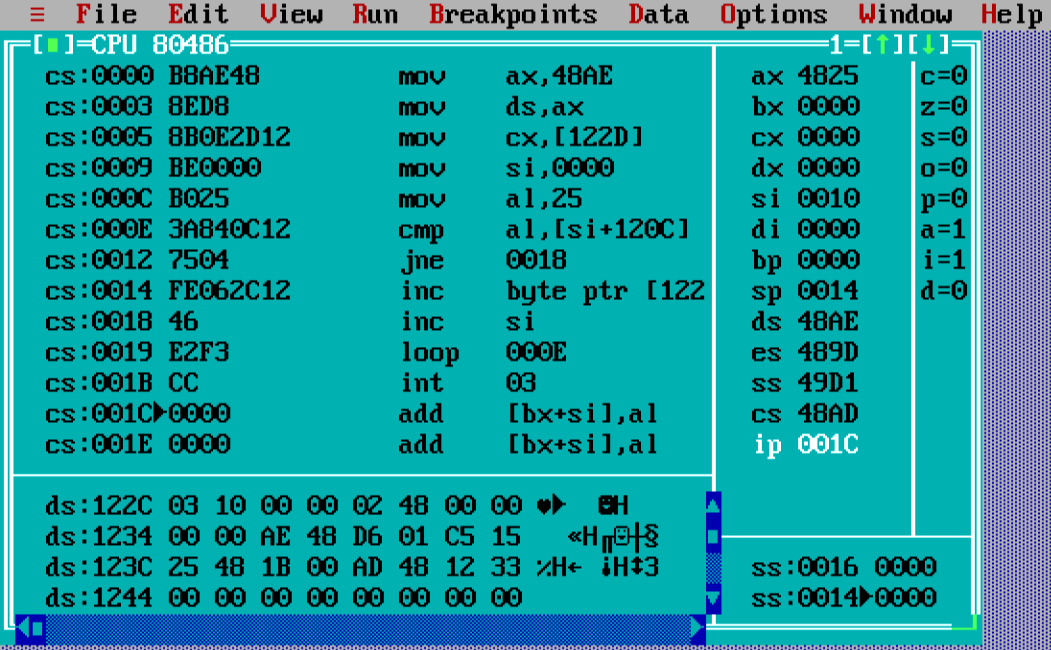 ≡ File Edit View Run Breakpoints Data Options Window Help
[■]=CPU 80486 1=[↑][↓]
cs:0000 B8AE48 mov ax,48AE ax 4825 c=0
cs:0003 8ED8 mov ds,ax bx 0000 z=0
cs:0005 8B0E2D12 mov cx,[122D] cx 0000 s=0
cs:0009 BE0000 mov si,0000 dx 0000 o=0
cs:000C B025 mov al,25 si 0010 p=0
cs:000E 3A840C12 cmp al,[si+120C] di 0000 a=1
cs:0012 7504 jne 0018 bp 0000 i=1
cs:0014 FE062C12 inc byte ptr [122 sp 0014 d=0
cs:0018 46 inc si ds 48AE
cs:0019 E2F3 loop 000E es 489D
cs:001B CC int 03 ss 49D1
cs:001C►0000 add [bx+si],al cs 48AD
cs:001E 0000 add [bx+si],al ip 001C
ds:122C 03 10 00 00 02 48 00 00 ♥► ☻H
ds:1234 00 00 AE 48 D6 01 C5 15 «H╓☺┼§
ds:123C 25 48 1B 00 AD 48 12 33 %H← ¡H↕3
ds:1244 00 00 00 00 00 00 00 00
ss:0016 0000
ss:0014►0000